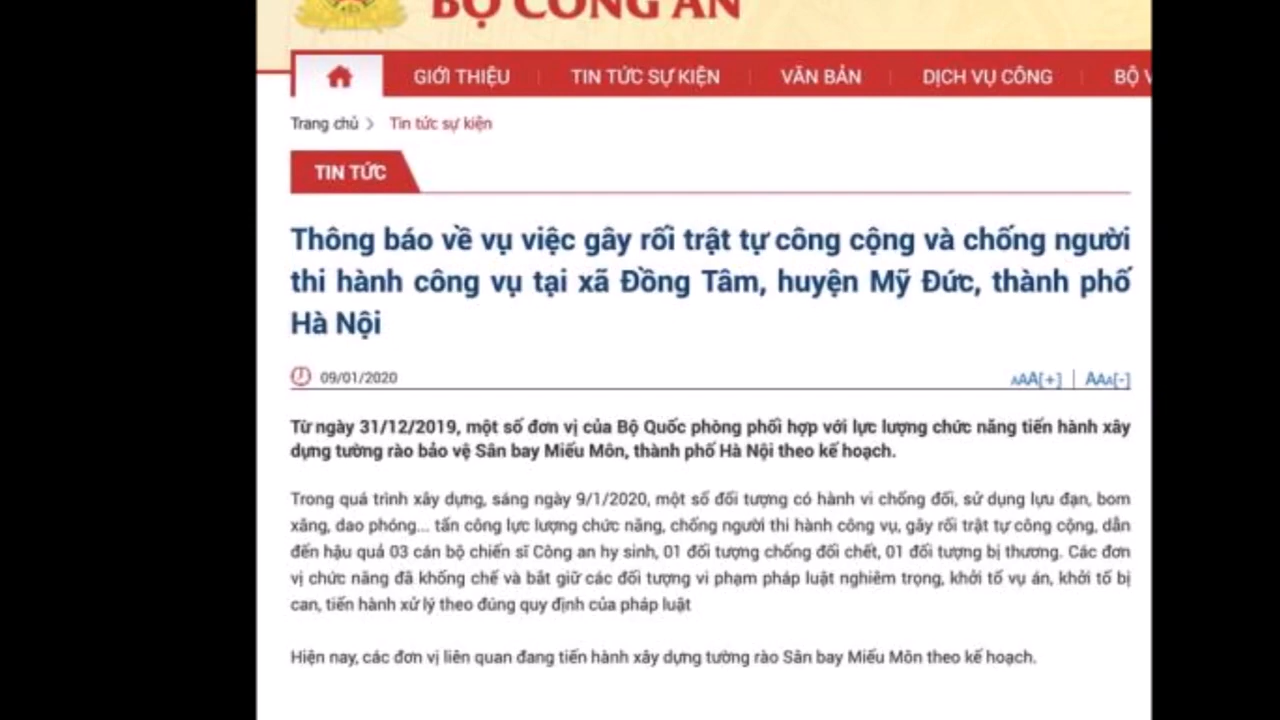 BỘ CÔNG AN
GIỚI THIỆU
TIN TỨC SỰ KIỆN
VĂN BẢN
DỊCH VỤ CÔNG
BỘ V
Trang chủ > Tin tức sự kiện
TIN TỨC
Thông báo về vụ việc gây rối trật tự công cộng và chống người
thi hành công vụ tại xã Đồng Tâm, huyện Mỹ Đức, thành phố
Hà Nội
09/01/2020
AAA[+] | AAA[-]
Từ ngày 31/12/2019, một số đơn vị của Bộ Quốc phòng phối hợp với lực lượng chức năng tiến hành xây
dựng tường rào bảo vệ Sân bay Miếu Môn, thành phố Hà Nội theo kế hoạch.
Trong quá trình xây dựng, sáng ngày 9/1/2020, một số đối tượng có hành vi chống đối, sử dụng lựu đạn, bom
xăng, dao phóng... tấn công lực lượng chức năng, chống người thi hành công vụ, gây rối trật tự công cộng, dẫn
đến hậu quả 03 cán bộ chiến sĩ Công an hy sinh, 01 đối tượng chống đối chết, 01 đối tượng bị thương. Các đơn
vị chức năng đã khống chế và bắt giữ các đối tượng vi phạm pháp luật nghiêm trọng, khởi tố vụ án, khởi tố bị
can, tiến hành xử lý theo đúng quy định của pháp luật
Hiện nay, các đơn vị liên quan đang tiến hành xây dựng tường rào Sân bay Miếu Môn theo kế hoạch.